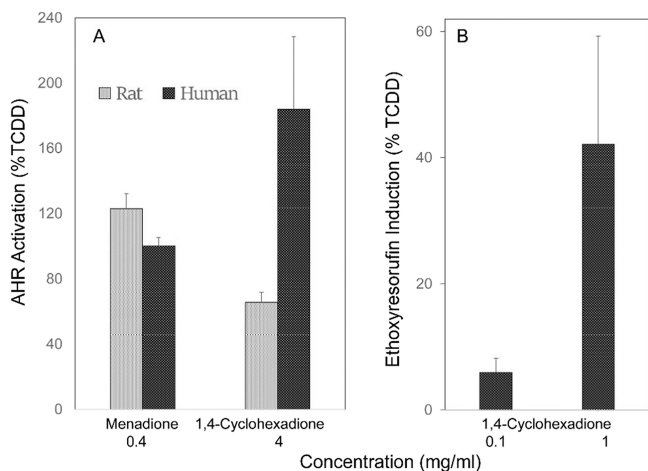 A
AHR Activation (%TCDD)
240
200
160
120
80
40
0
Rat Human
Menadione 1,4-Cyclohexadione
0.4 4
B
Ethoxyresorufin Induction (% TCDD)
60
40
20
0
1,4-Cyclohexadione
0.1 1
Concentration (mg/ml)